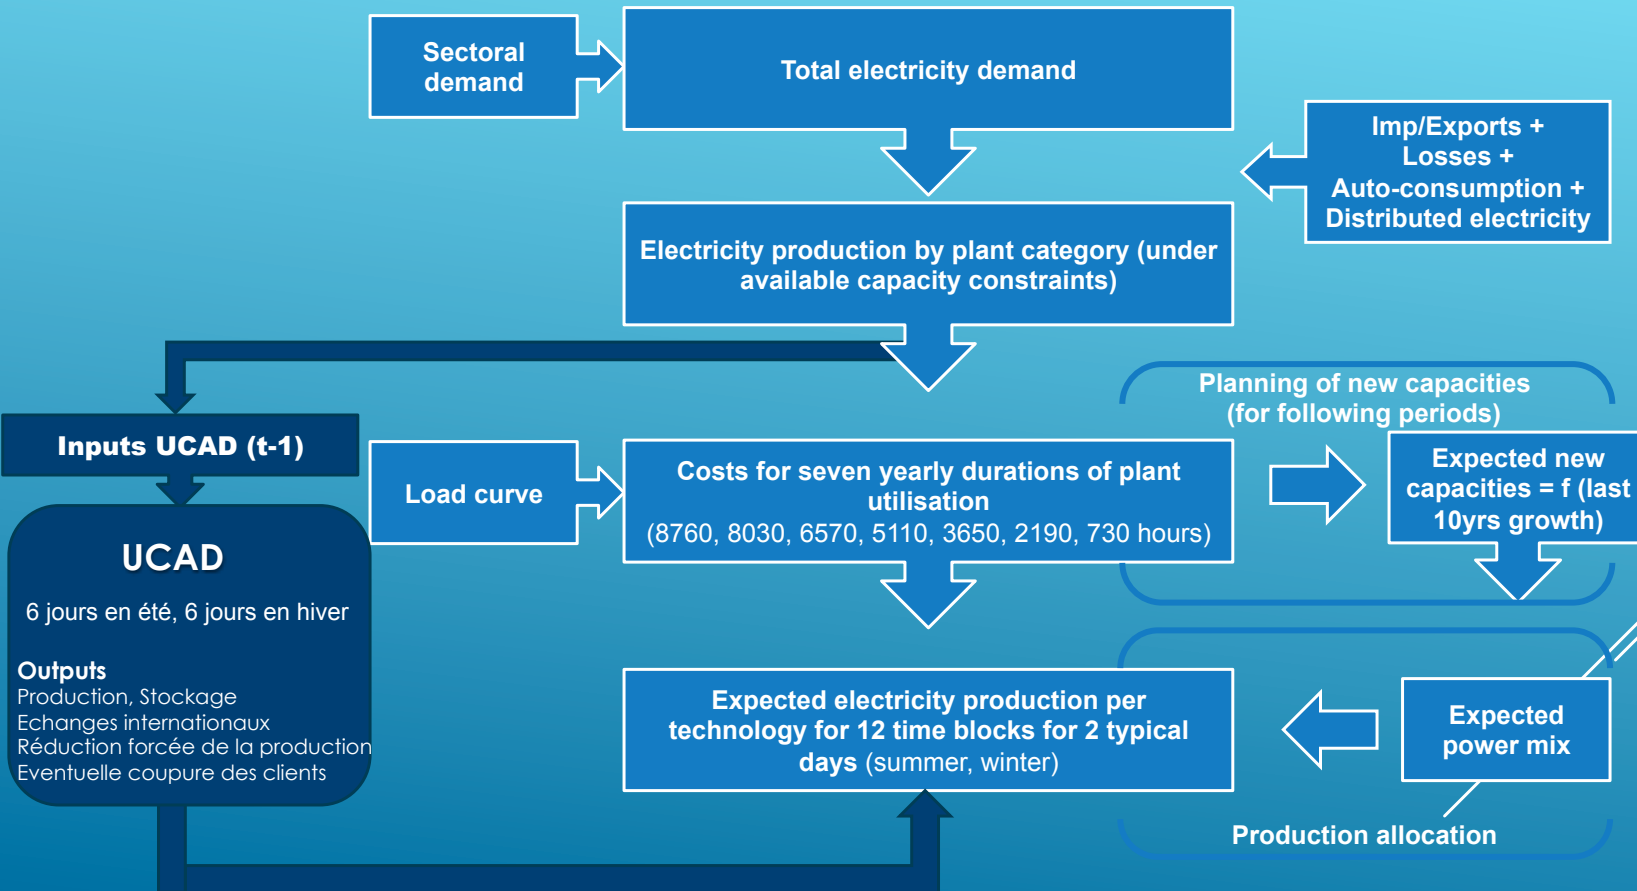 Sectoral
demand
Total electricity demand
Imp/Exports +
Losses +
Auto-consumption +
Distributed electricity
Electricity production by plant category (under
available capacity constraints)
Planning of new capacities
(for following periods)
Inputs UCAD (t-1)
Load curve
Costs for seven yearly durations of plant
utilisation
(8760, 8030, 6570, 5110, 3650, 2190, 730 hours)
Expected new
capacities = f (last
10yrs growth)
UCAD
6 jours en été, 6 jours en hiver
Outputs
Production, Stockage
Echanges internationaux
Réduction forcée de la production
Eventuelle coupure des clients
Expected electricity production per
technology for 12 time blocks for 2 typical
days (summer, winter)
Expected
power mix
Production allocation